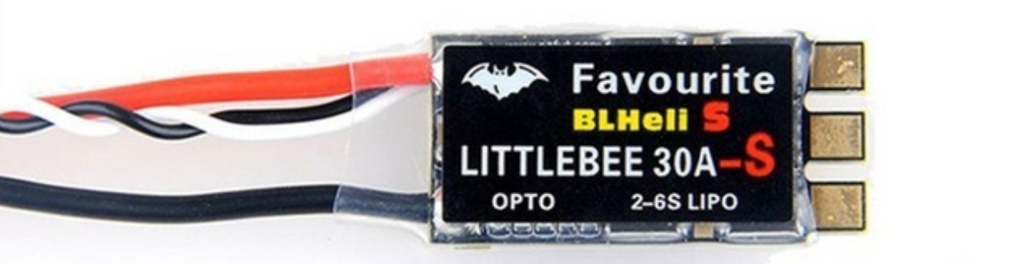 Favourite
BLHeli S
LITTLEBEE 30A-S
OPTO 2-6S LIPO